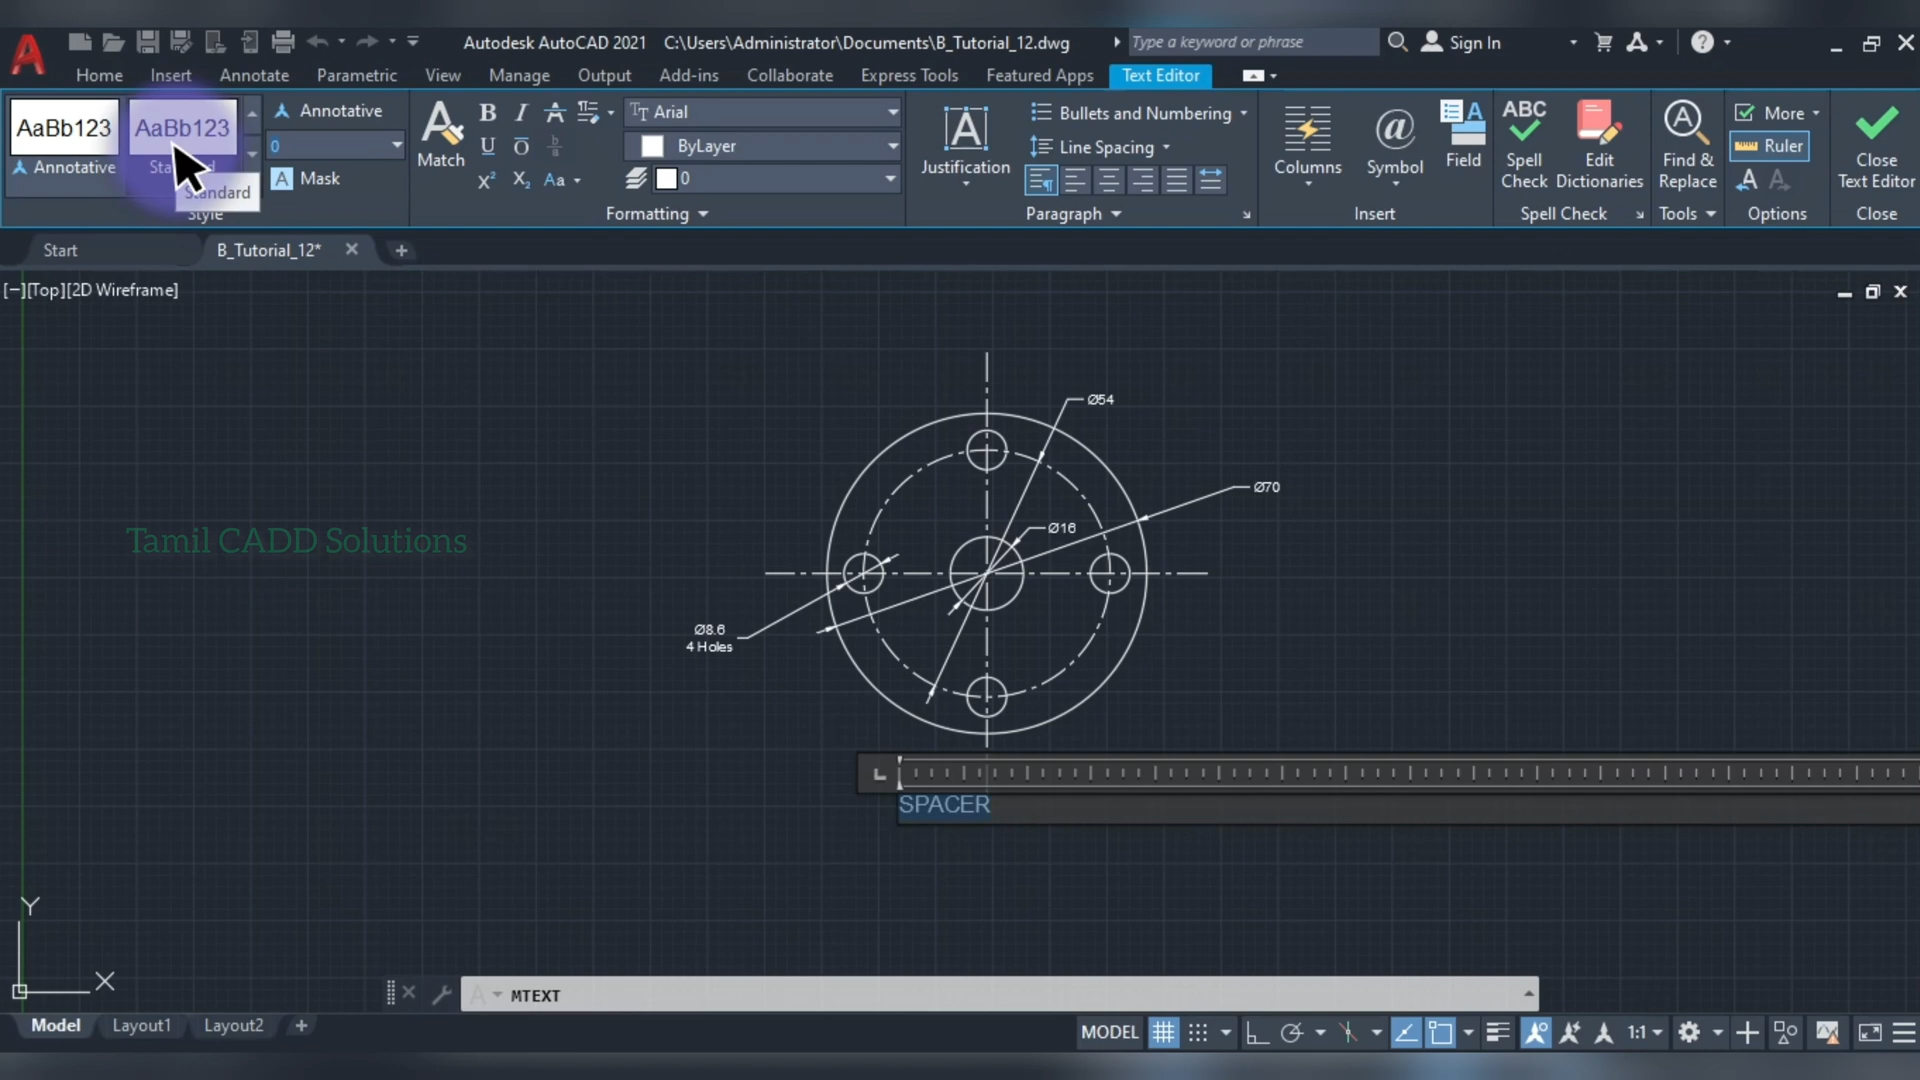 Autodesk AutoCAD 2021 C:\Users\Administrator\Documents\B_Tutorial_12.dwg Type a keyword or phrase Sign In
Home Insert Annotate Parametric View Manage Output Add-ins Collaborate Express Tools Featured Apps Text Editor
AaBb123 AaBb123 Annotative
Annotative Standard
0
Mask
Style
Match
B I A
U O b/a
X² X₂ Aa
Arial
ByLayer
0
Formatting
Justification
Bullets and Numbering
Line Spacing
Paragraph
Columns
@ Symbol
Field
Insert
ABC
Spell Check
Edit Dictionaries
Spell Check
Find & Replace
Tools
More
Ruler
Options
Close Text Editor
Close
Start B_Tutorial_12*
[−][Top][2D Wireframe]
Ø54
Ø70
Ø16
Tamil CADD Solutions
Ø8.6
4 Holes
SPACER
Y
X
MTEXT
Model Layout1 Layout2 +
MODEL 1:1